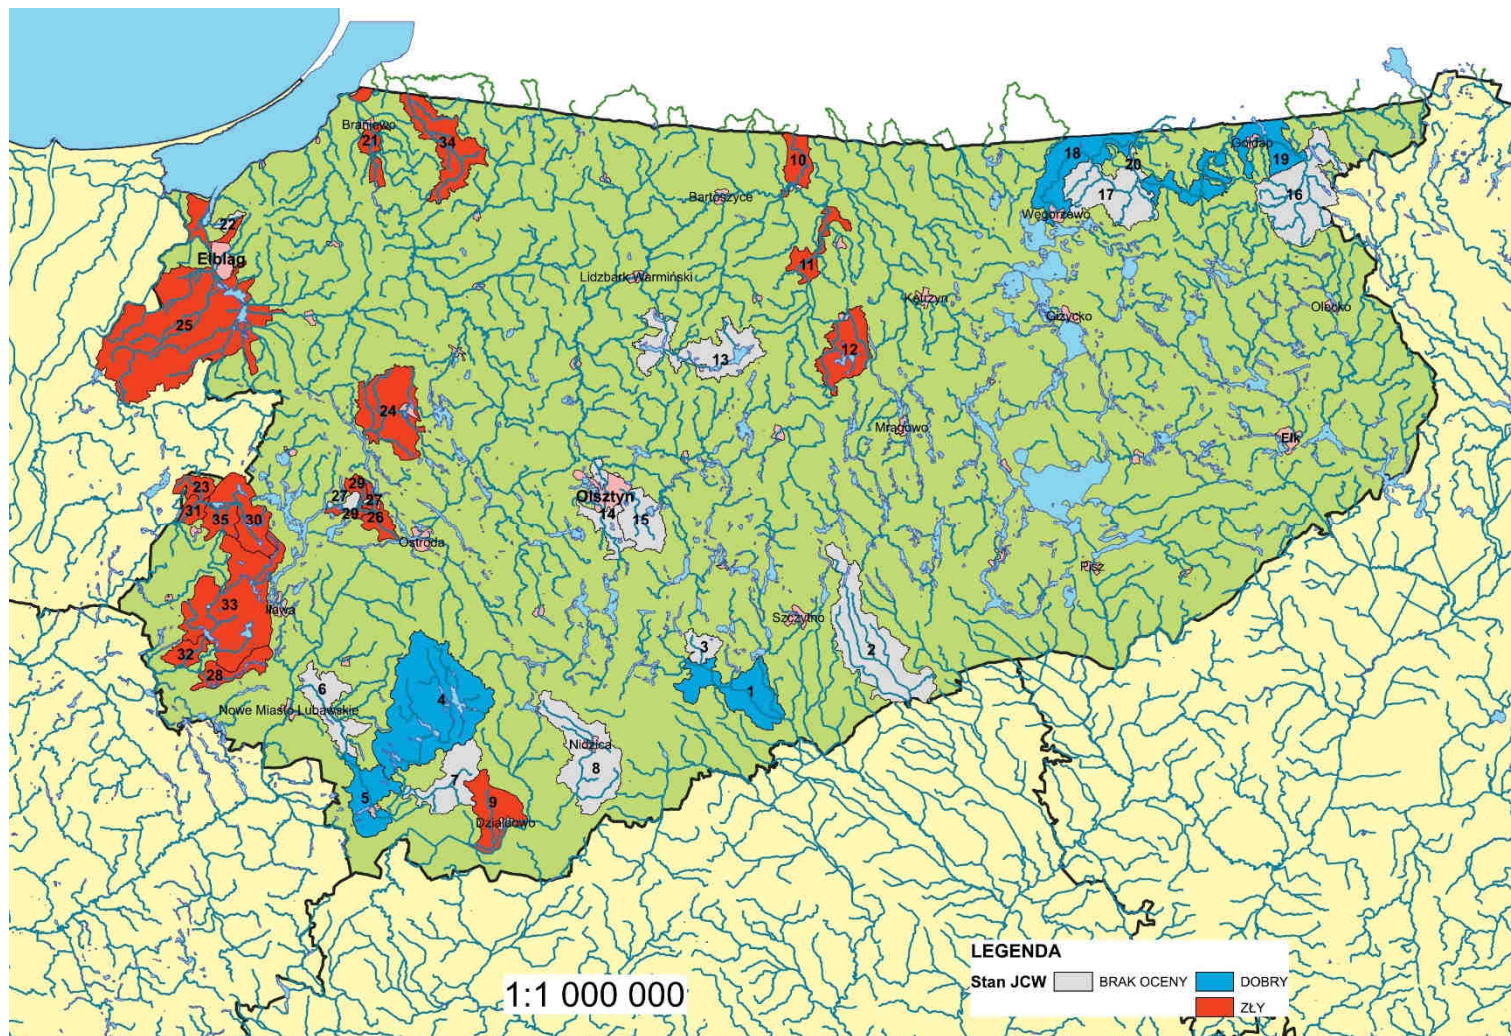 Braniewo
21
34
10
18
20
Gołdap
19
17
16
Bartoszyce
Węgorzewo
22
Elbląg
11
Lidzbark Warmiński
Kętrzyn
Giżycko
Olecko
25
13
12
24
Mrągowo
Ełk
29
23
27
27
31
35
30
29
26
Olsztyn
14
15
Ostróda
Pisz
33
Iława
Szczytno
32
28
3
2
6
4
1
Nowe Miasto Lubawskie
Nidzica
8
7
5
9
Działdowo
1:1 000 000
LEGENDA
Stan JCW
BRAK OCENY
DOBRY
ZŁY